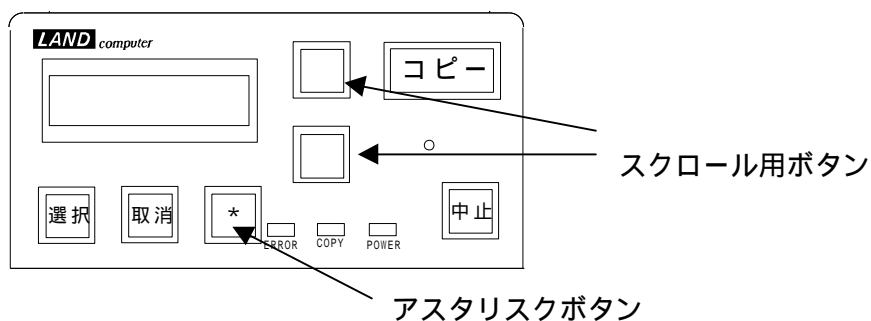 LAND computer
コピー
スクロール用ボタン
選択 取消 * 中止
ERROR COPY POWER
アスタリスクボタン